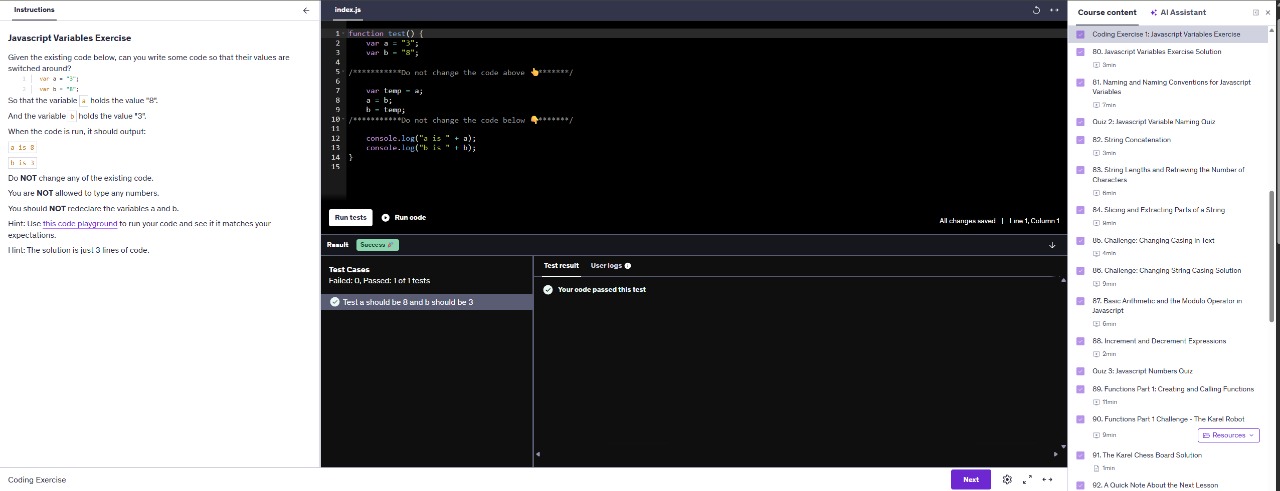 Instructions
Javascript Variables Exercise
Given the existing code below, can you write some code so that their values are
switched around?
1 var a = "3";
2 var b = "8";
So that the variable a holds the value "8".
And the variable b holds the value "3".
When the code is run, it should output:
a is 8
b is 3
Do NOT change any of the existing code.
You are NOT allowed to type any numbers.
You should NOT redeclare the variables a and b.
Hint: Use this code playground to run your code and see if it matches your
expectations.
Hint: The solution is just 3 lines of code.
index.js
1 function test() {
2 var a = "3";
3 var b = "8";
4
5 /***********Do not change the code above 👆*******/
6
7 var temp = a;
8 a = b;
9 b = temp;
10 /***********Do not change the code below 👇*******/
11
12 console.log("a is " + a);
13 console.log("b is " + b);
14 }
15
Run tests
Run code
All changes saved | Line 1, Column 1
Result
Success
Test Cases
Failed: 0, Passed: 1 of 1 tests
Test a should be 8 and b should be 3
Test result
User logs
Your code passed this test
Course content
AI Assistant
Coding Exercise 1: Javascript Variables Exercise
80. Javascript Variables Exercise Solution
3min
81. Naming and Naming Conventions for Javascript
Variables
7min
Quiz 2: Javascript Variable Naming Quiz
82. String Concatenation
3min
83. String Lengths and Retrieving the Number of
Characters
6min
84. Slicing and Extracting Parts of a String
9min
85. Challenge: Changing Casing in Text
4min
86. Challenge: Changing String Casing Solution
9min
87. Basic Arithmetic and the Modulo Operator in
Javascript
6min
88. Increment and Decrement Expressions
2min
Quiz 3: Javascript Numbers Quiz
89. Functions Part 1: Creating and Calling Functions
11min
90. Functions Part 1 Challenge - The Karel Robot
9min
Resources
91. The Karel Chess Board Solution
1min
92. A Quick Note About the Next Lesson
Coding Exercise
Next